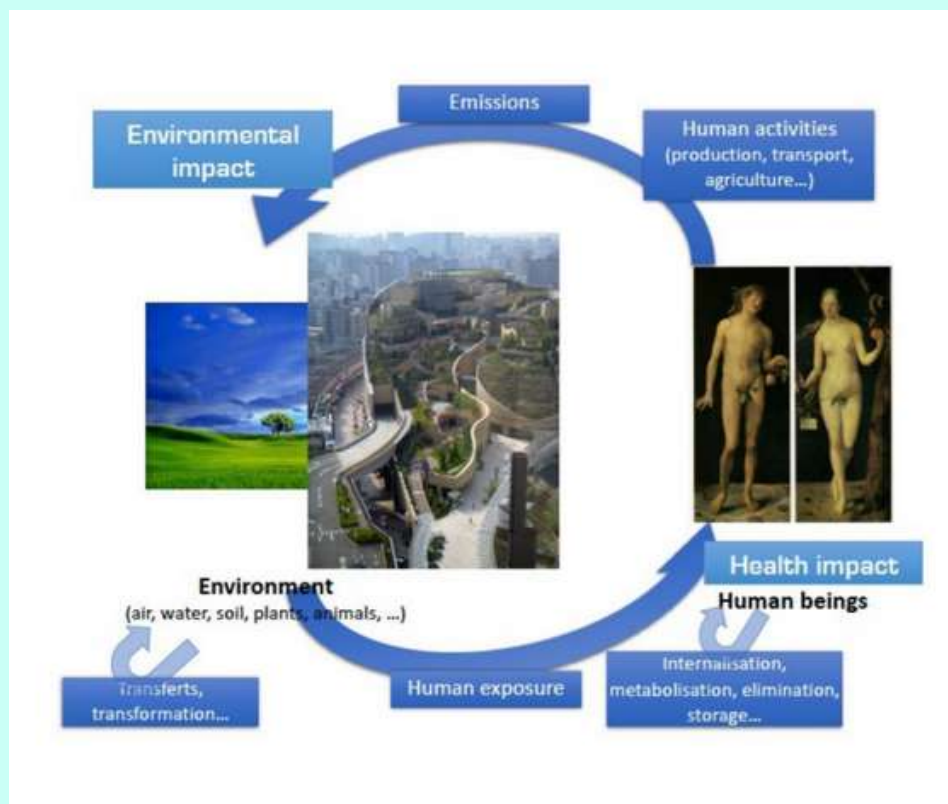 Emissions
Environmental
impact
Human activities
(production, transport,
agriculture...)
Health impact
Human beings
Environment
(air, water, soil, plants, animals, ...)
Transferts,
transformation...
Human exposure
Internalisation,
metabolisation, elimination,
storage...